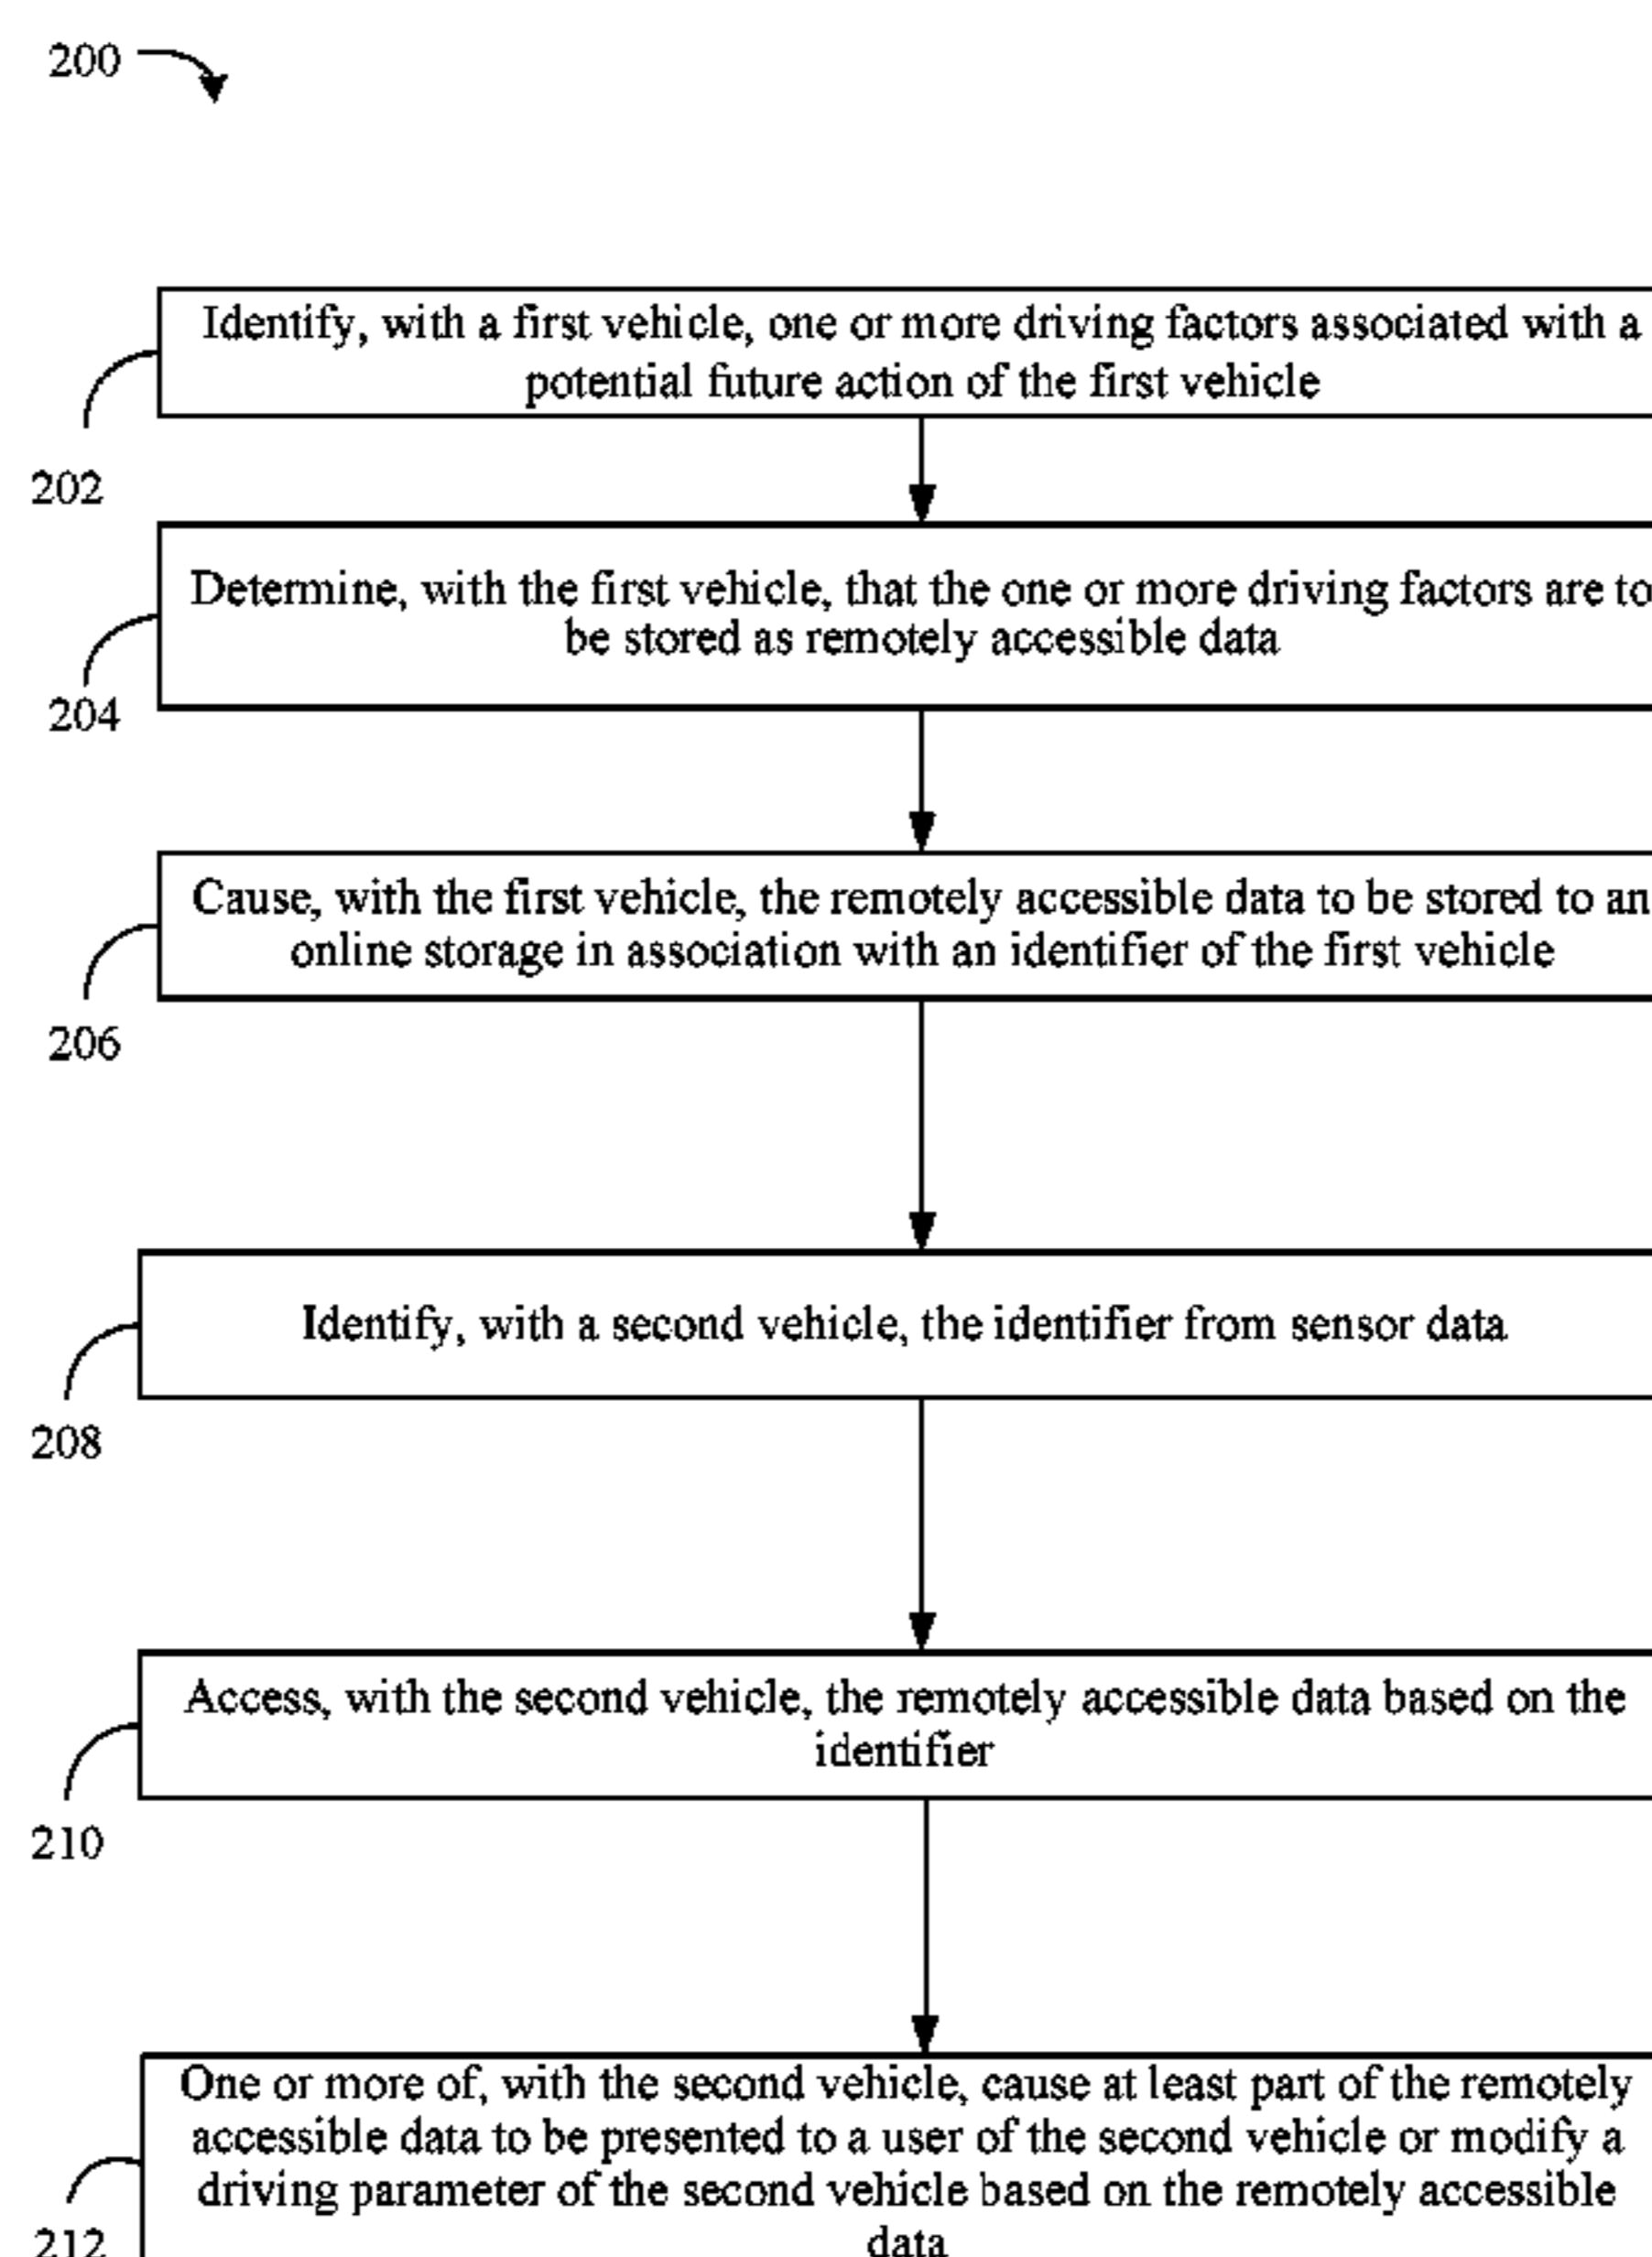 200
Identify, with a first vehicle, one or more driving factors associated with a
potential future action of the first vehicle
202
Determine, with the first vehicle, that the one or more driving factors are to
be stored as remotely accessible data
204
Cause, with the first vehicle, the remotely accessible data to be stored to an
online storage in association with an identifier of the first vehicle
206
Identify, with a second vehicle, the identifier from sensor data
208
Access, with the second vehicle, the remotely accessible data based on the
identifier
210
One or more of, with the second vehicle, cause at least part of the remotely
accessible data to be presented to a user of the second vehicle or modify a
driving parameter of the second vehicle based on the remotely accessible
data
212